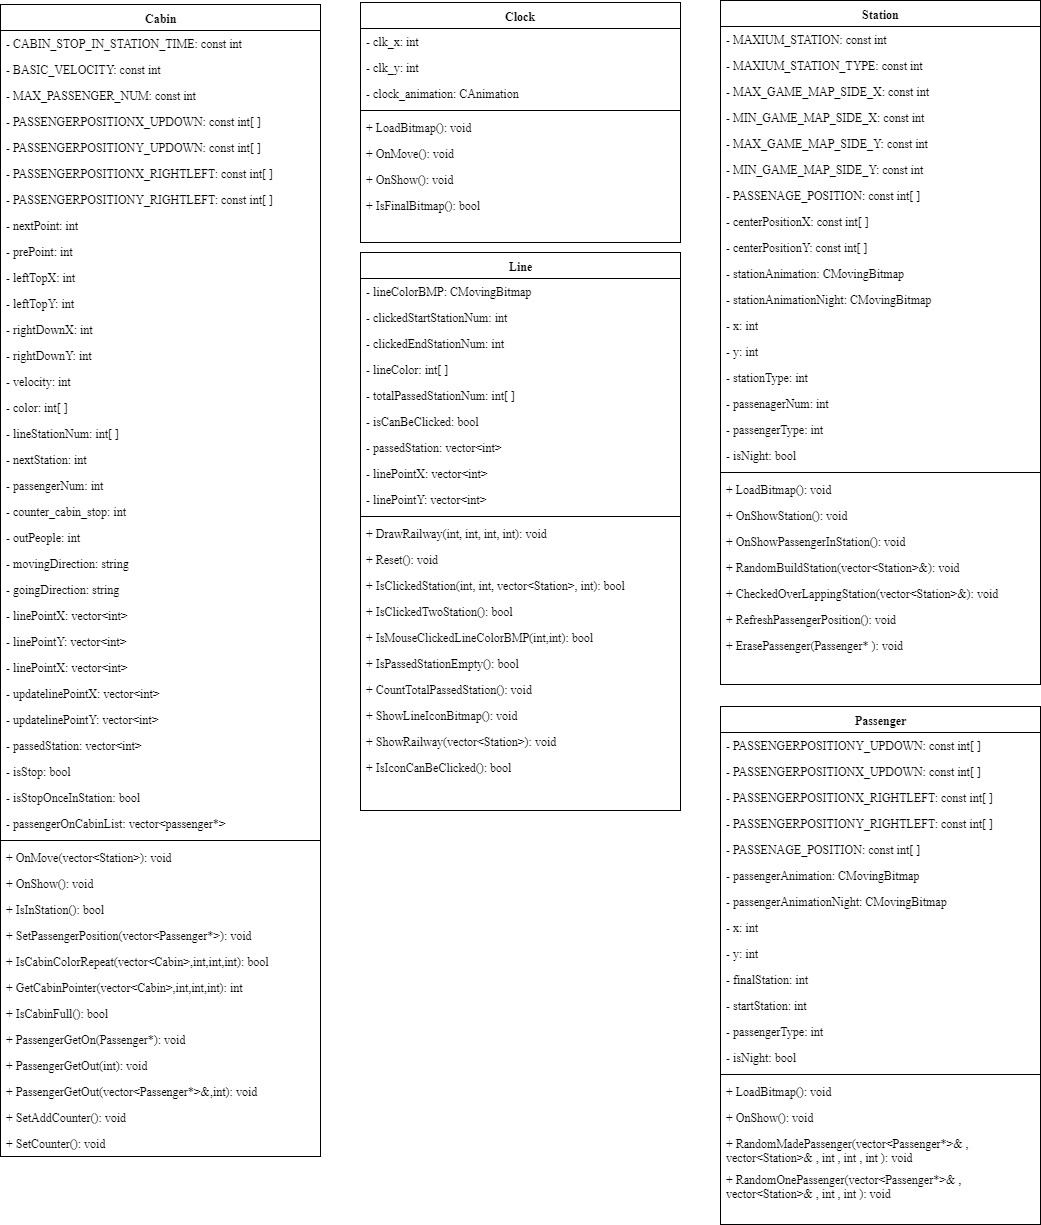 Cabin
- CABIN_STOP_IN_STATION_TIME: const int
- BASIC_VELOCITY: const int
- MAX_PASSENGER_NUM: const int
- PASSENGERPOSITIONX_UPDOWN: const int[ ]
- PASSENGERPOSITIONY_UPDOWN: const int[ ]
- PASSENGERPOSITIONX_RIGHTLEFT: const int[ ]
- PASSENGERPOSITIONY_RIGHTLEFT: const int[ ]
- nextPoint: int
- prePoint: int
- leftTopX: int
- leftTopY: int
- rightDownX: int
- rightDownY: int
- velocity: int
- color: int[ ]
- lineStationNum: int[ ]
- nextStation: int
- passengerNum: int
- counter_cabin_stop: int
- outPeople: int
- movingDirection: string
- goingDirection: string
- linePointX: vector<int>
- linePointY: vector<int>
- linePointX: vector<int>
- updatelinePointX: vector<int>
- updatelinePointY: vector<int>
- passedStation: vector<int>
- isStop: bool
- isStopOnceInStation: bool
- passengerOnCabinList: vector<passenger*>
+ OnMove(vector<Station>): void
+ OnShow(): void
+ IsInStation(): bool
+ SetPassengerPosition(vector<Passenger*>): void
+ IsCabinColorRepeat(vector<Cabin>,int,int,int): bool
+ GetCabinPointer(vector<Cabin>,int,int,int): int
+ IsCabinFull(): bool
+ PassengerGetOn(Passenger*): void
+ PassengerGetOut(int): void
+ PassengerGetOut(vector<Passenger*>&,int): void
+ SetAddCounter(): void
+ SetCounter(): void
Clock
- clk_x: int
- clk_y: int
- clock_animation: CAnimation
+ LoadBitmap(): void
+ OnMove(): void
+ OnShow(): void
+ IsFinalBitmap(): bool
Line
- lineColorBMP: CMovingBitmap
- clickedStartStationNum: int
- clickedEndStationNum: int
- lineColor: int[ ]
- totalPassedStationNum: int[ ]
- isCanBeClicked: bool
- passedStation: vector<int>
- linePointX: vector<int>
- linePointY: vector<int>
+ DrawRailway(int, int, int, int): void
+ Reset(): void
+ IsClickedStation(int, int, vector<Station>, int): bool
+ IsClickedTwoStation(): bool
+ IsMouseClickedLineColorBMP(int,int): bool
+ IsPassedStationEmpty(): bool
+ CountTotalPassedStation(): void
+ ShowLineIconBitmap(): void
+ ShowRailway(vector<Station>): void
+ IsIconCanBeClicked(): bool
Station
- MAXIUM_STATION: const int
- MAXIUM_STATION_TYPE: const int
- MAX_GAME_MAP_SIDE_X: const int
- MIN_GAME_MAP_SIDE_X: const int
- MAX_GAME_MAP_SIDE_Y: const int
- MIN_GAME_MAP_SIDE_Y: const int
- PASSENAGE_POSITION: const int[ ]
- centerPositionX: const int[ ]
- centerPositionY: const int[ ]
- stationAnimation: CMovingBitmap
- stationAnimationNight: CMovingBitmap
- x: int
- y: int
- stationType: int
- passenagerNum: int
- passengerType: int
- isNight: bool
+ LoadBitmap(): void
+ OnShowStation(): void
+ OnShowPassengerInStation(): void
+ RandomBuildStation(vector<Station>&): void
+ CheckedOverLappingStation(vector<Station>&): void
+ RefreshPassengerPosition(): void
+ ErasePassenger(Passenger* ): void
Passenger
- PASSENGERPOSITIONY_UPDOWN: const int[ ]
- PASSENGERPOSITIONX_UPDOWN: const int[ ]
- PASSENGERPOSITIONX_RIGHTLEFT: const int[ ]
- PASSENGERPOSITIONY_RIGHTLEFT: const int[ ]
- PASSENAGE_POSITION: const int[ ]
- passengerAnimation: CMovingBitmap
- passengerAnimationNight: CMovingBitmap
- x: int
- y: int
- finalStation: int
- startStation: int
- passengerType: int
- isNight: bool
+ LoadBitmap(): void
+ OnShow(): void
+ RandomMadePassenger(vector<Passenger*>& ,
vector<Station>& , int , int , int ): void
+ RandomOnePassenger(vector<Passenger*>& ,
vector<Station>& , int , int ): void